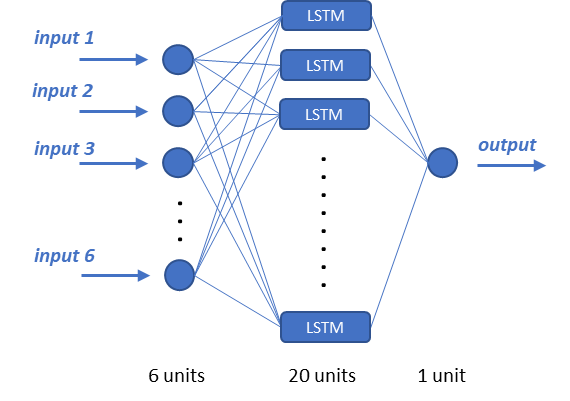 LSTM
input 1
LSTM
input 2
LSTM
input 3
output
input 6
LSTM
6 units
20 units
1 unit